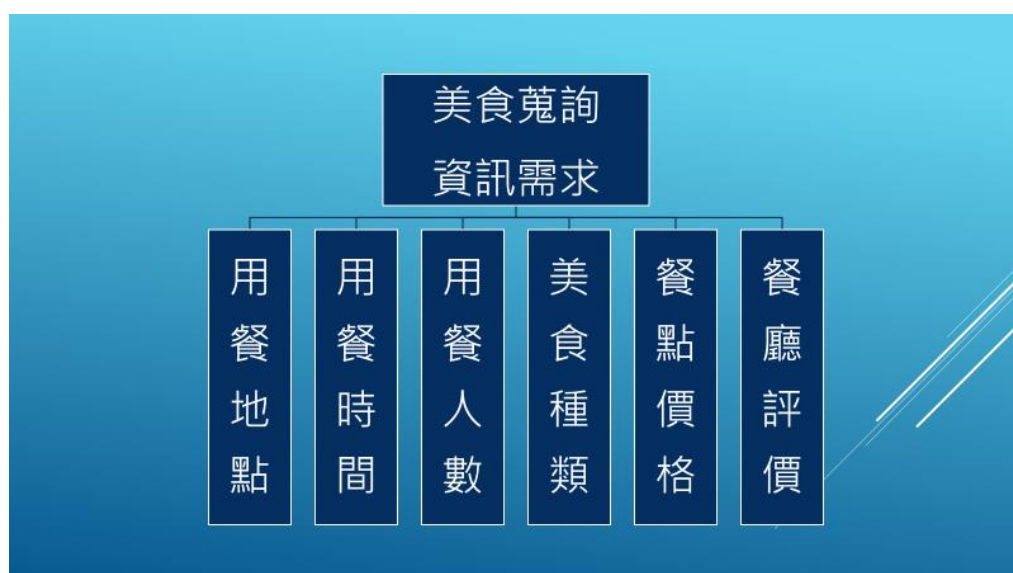 美食蒐詢
資訊需求
用餐地點
用餐時間
用餐人數
美食種類
餐點價格
餐廳評價